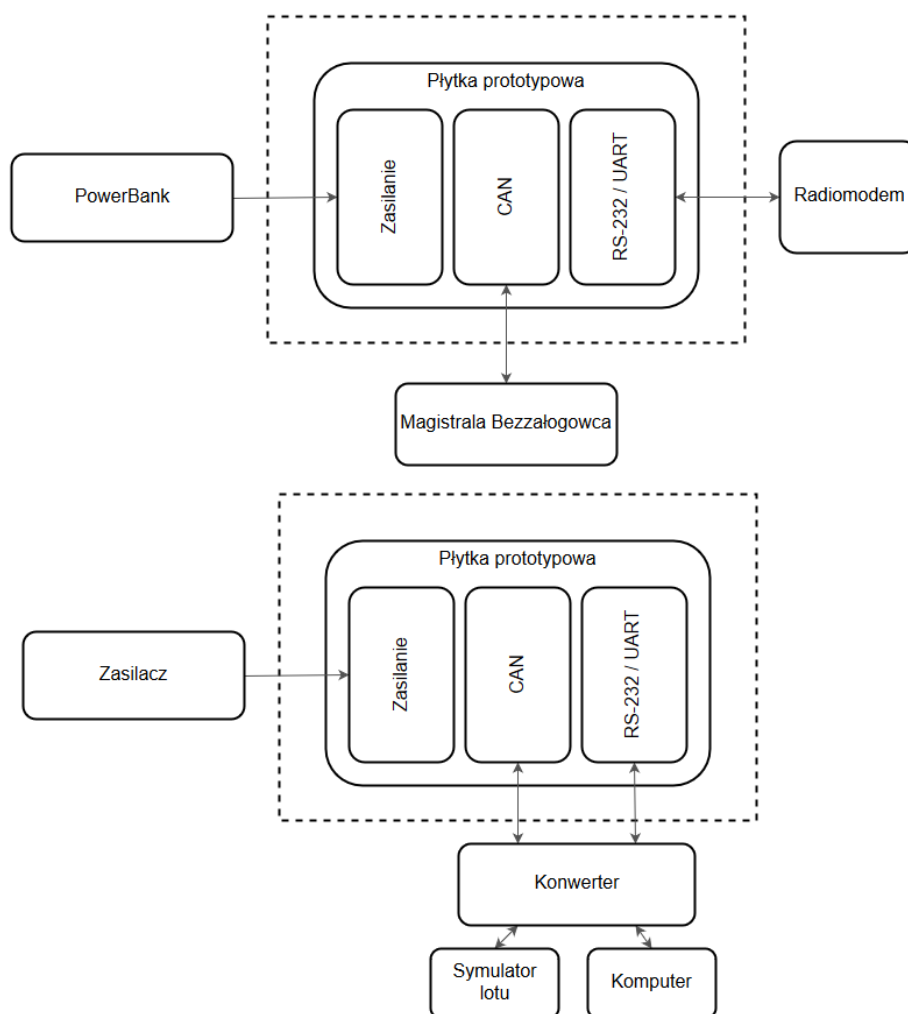 Płytka prototypowa
PowerBank
Zasilanie
CAN
RS-232 / UART
Radiomodem
Magistrala Bezzałogowca
Płytka prototypowa
Zasilacz
Zasilanie
CAN
RS-232 / UART
Konwerter
Symulator
lotu
Komputer